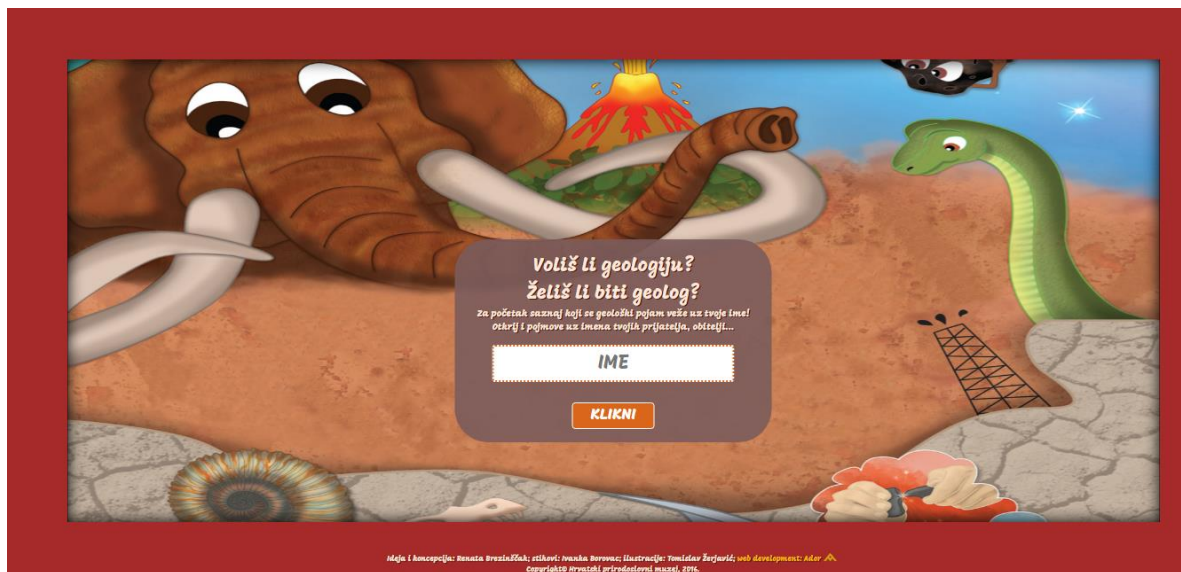 Voliš li geologiju?
Želiš li biti geolog?
Za početak saznaj koji se geološki pojam veže uz tvoje ime!
Otkrij i pojmove uz imena tvojih prijatelja, obitelji...
IME
KLIKNI
Ideja i koncepcija: Renata Brezinščak; stihovi: Ivanka Borovac; ilustracije: Tomislav Žerjavić; web development: Ador
Copyright© Hrvatski prirodoslovni muzej, 2016.